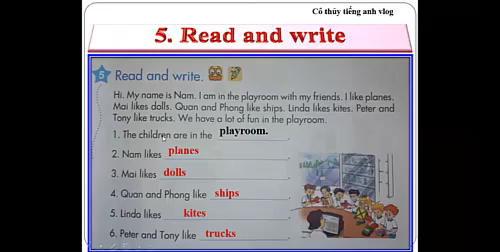 Cô thúy tiếng anh vlog
5. Read and write
5 Read and write.
Hi. My name is Nam. I am in the playroom with my friends. I like planes.
Mai likes dolls. Quan and Phong like ships. Linda likes kites. Peter and
Tony like trucks. We have a lot of fun in the playroom.
1. The children are in the playroom.
2. Nam likes planes.
3. Mai likes dolls.
4. Quan and Phong like ships.
5. Linda likes kites.
6. Peter and Tony like trucks.